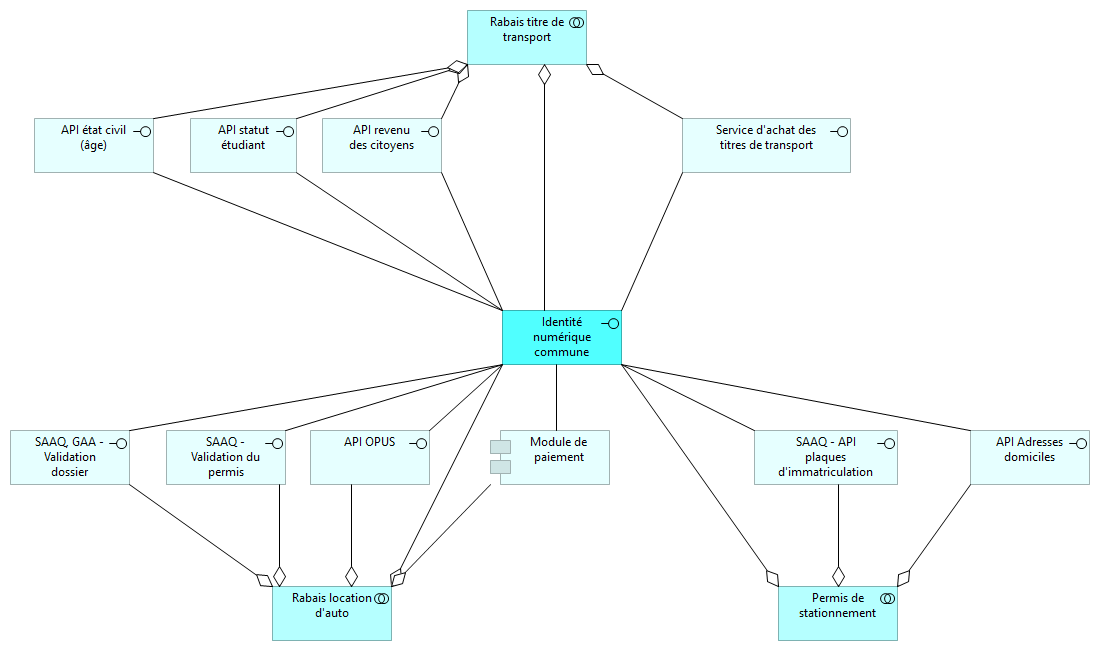 Rabais titre de
transport
API état civil
(âge)
API statut
étudiant
API revenu
des citoyens
Service d'achat des
titres de transport
Identité
numérique
commune
SAAQ, GAA -
Validation
dossier
SAAQ -
Validation du
permis
API OPUS
Module de
paiement
SAAQ - API
plaques
d'immatriculation
API Adresses
domiciles
Rabais location
d'auto
Permis de
stationnement